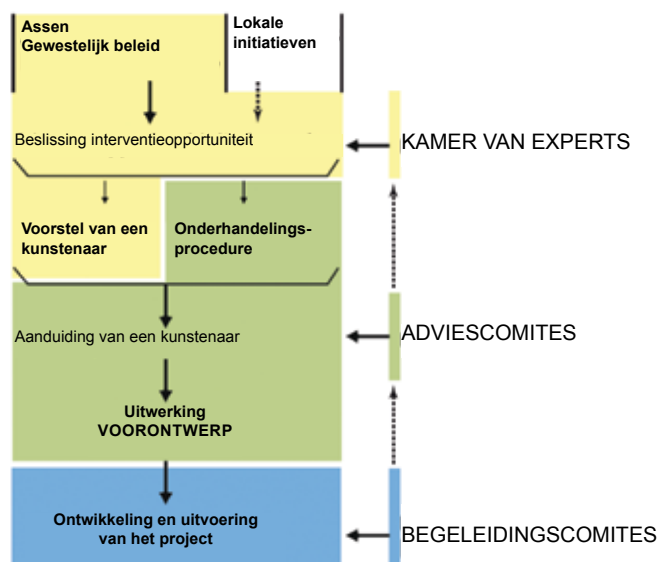 Assen
Gewestelijk beleid
Lokale
initiatieven
Beslissing interventieopportuniteit
KAMER VAN EXPERTS
Voorstel van een
kunstenaar
Onderhandelings-
procedure
Aanduiding van een kunstenaar
ADVIESCOMITES
Uitwerking
VOORONTWERP
Ontwikkeling en uitvoering
van het project
BEGELEIDINGSCOMITES